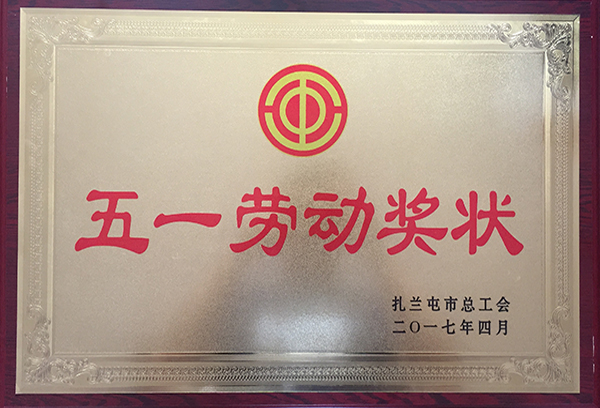 五一劳动奖状
扎兰屯市总工会
二〇一七年四月